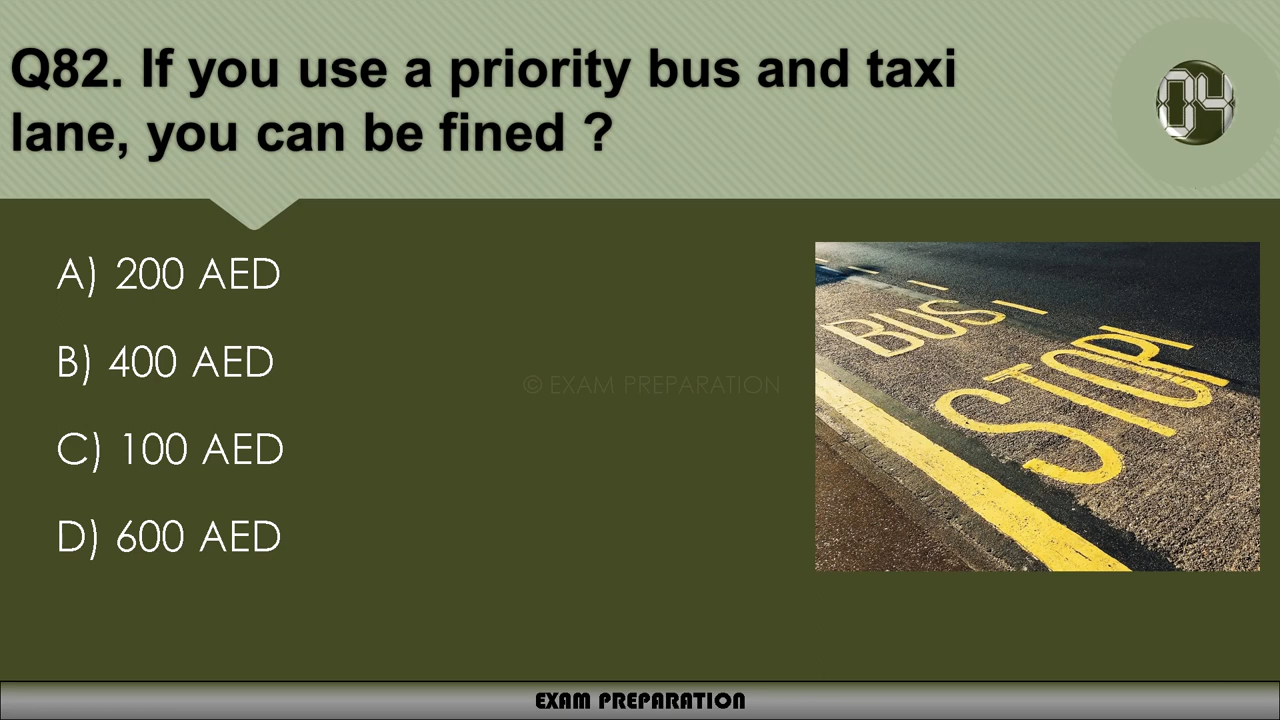 Q82. If you use a priority bus and taxi
lane, you can be fined ?
04
A) 200 AED
B) 400 AED
C) 100 AED
D) 600 AED
© EXAM PREPARATION
BUS
STOP
EXAM PREPARATION